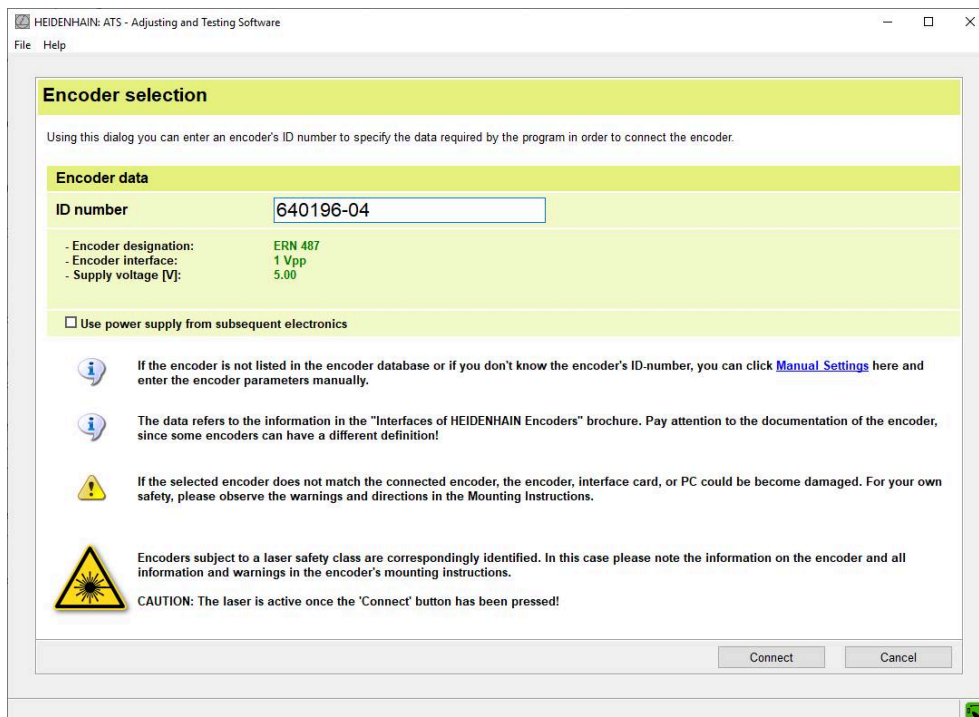 HEIDENHAIN: ATS - Adjusting and Testing Software
File Help
Encoder selection
Using this dialog you can enter an encoder's ID number to specify the data required by the program in order to connect the encoder.
Encoder data
ID number 640196-04
- Encoder designation: ERN 487
- Encoder interface: 1 Vpp
- Supply voltage [V]: 5.00
Use power supply from subsequent electronics
If the encoder is not listed in the encoder database or if you don't know the encoder's ID-number, you can click Manual Settings here and
enter the encoder parameters manually.
The data refers to the information in the "Interfaces of HEIDENHAIN Encoders" brochure. Pay attention to the documentation of the encoder,
since some encoders can have a different definition!
If the selected encoder does not match the connected encoder, the encoder, interface card, or PC could be become damaged. For your own
safety, please observe the warnings and directions in the Mounting Instructions.
Encoders subject to a laser safety class are correspondingly identified. In this case please note the information on the encoder and all
information and warnings in the encoder's mounting instructions.
CAUTION: The laser is active once the 'Connect' button has been pressed!
Connect Cancel